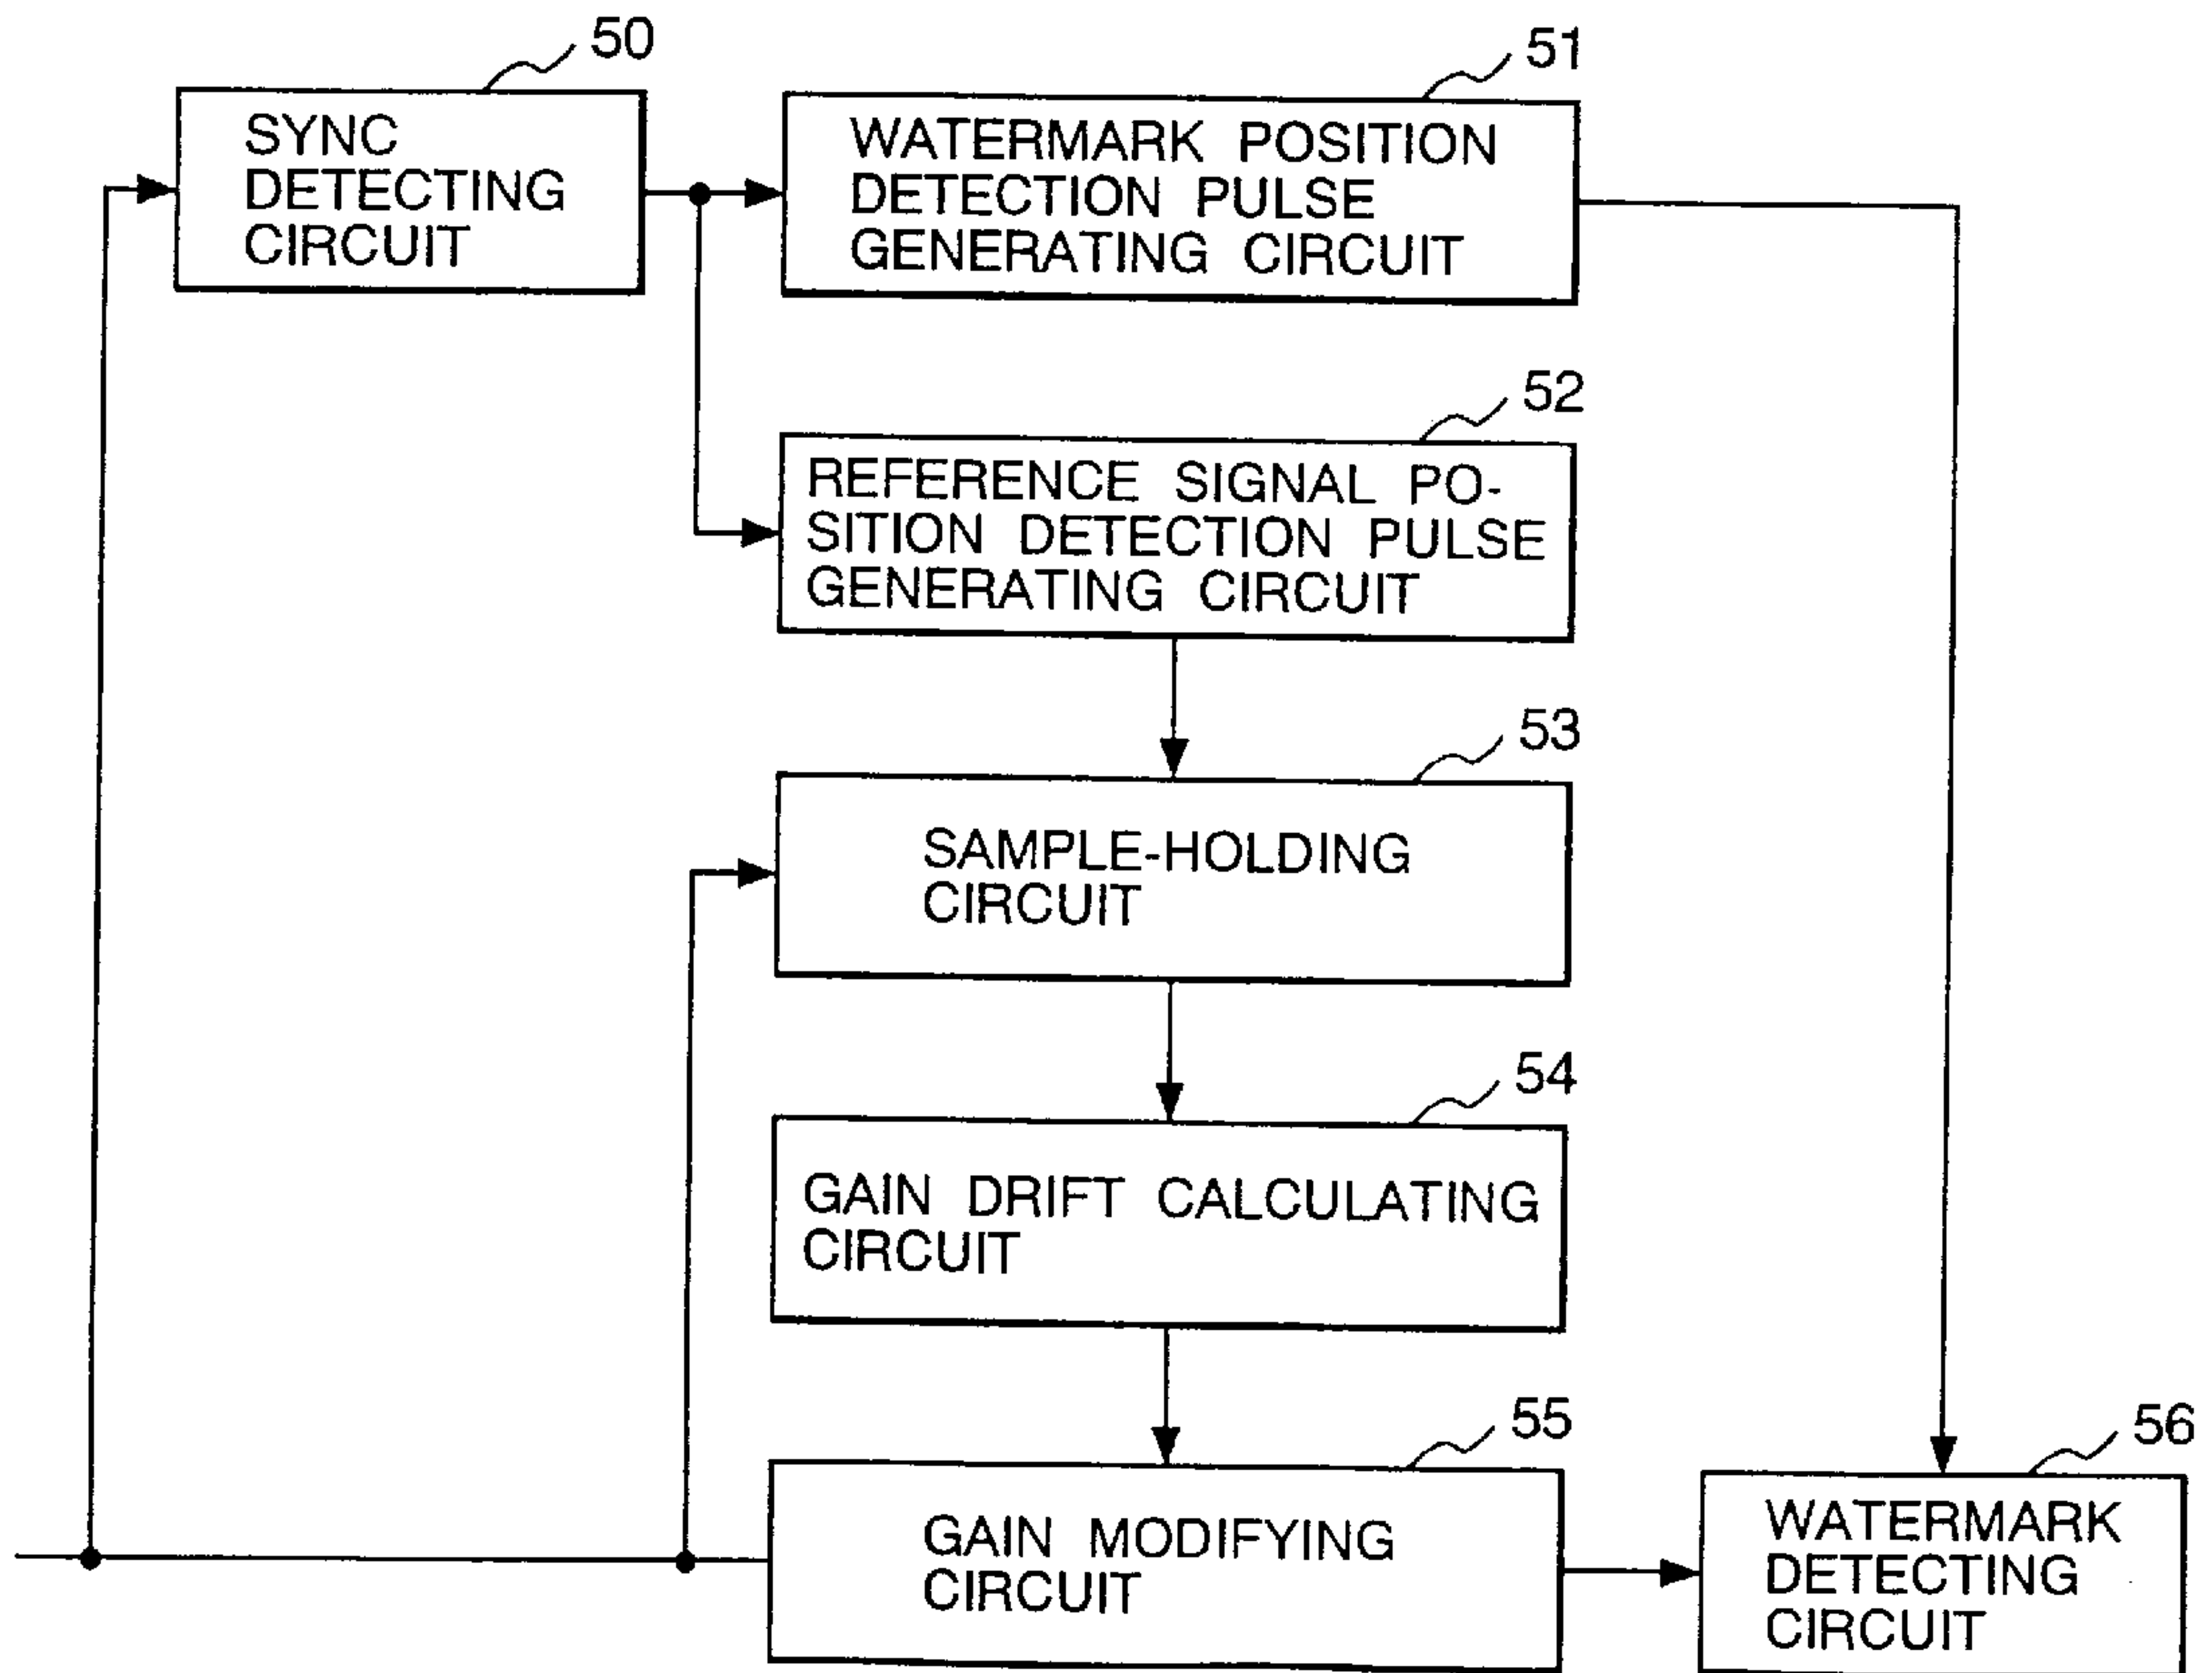 50
SYNC
DETECTING
CIRCUIT
51
WATERMARK POSITION
DETECTION PULSE
GENERATING CIRCUIT
52
REFERENCE SIGNAL PO-
SITION DETECTION PULSE
GENERATING CIRCUIT
53
SAMPLE-HOLDING
CIRCUIT
54
GAIN DRIFT CALCULATING
CIRCUIT
55
GAIN MODIFYING
CIRCUIT
56
WATERMARK
DETECTING
CIRCUIT